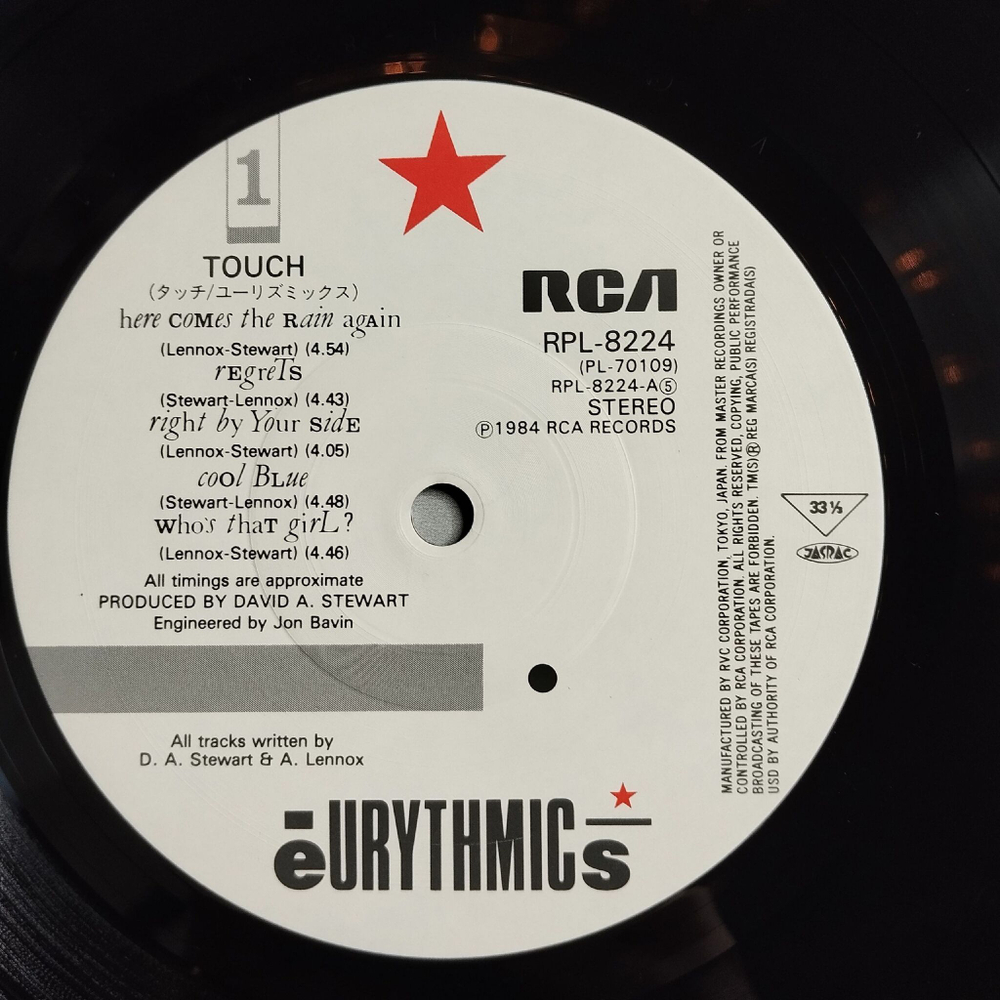 1
TOUCH
(タッチ/ユーリズミックス)
here coMes the Rain agAin
(Lennox-Stewart) (4.54)
rEgreTs
(Stewart-Lennox) (4.43)
right by Your sidE
(Lennox-Stewart) (4.05)
cool BLue
(Stewart-Lennox) (4.48)
Who's thaT girL?
(Lennox-Stewart) (4.46)
All timings are approximate
PRODUCED BY DAVID A. STEWART
Engineered by Jon Bavin
All tracks written by
D. A. Stewart & A. Lennox
RCA
RPL-8224
(PL-70109)
RPL-8224-A⑤
STEREO
Ⓟ1984 RCA RECORDS
33⅓
JASRAC
MANUFACTURED BY RVC CORPORATION, TOKYO, JAPAN. FROM MASTER RECORDINGS OWNER OR
CONTROLLED BY RCA CORPORATION. ALL RIGHTS RESERVED, COPYING, PUBLIC PERFORMANCE
BROADCASTING OF THESE TAPES ARE FORBIDDEN. TM(S)® REG MARCA(S) REGISTRADA(S)
USD BY AUTHORITY OF RCA CORPORATION.
eURYTHMICs